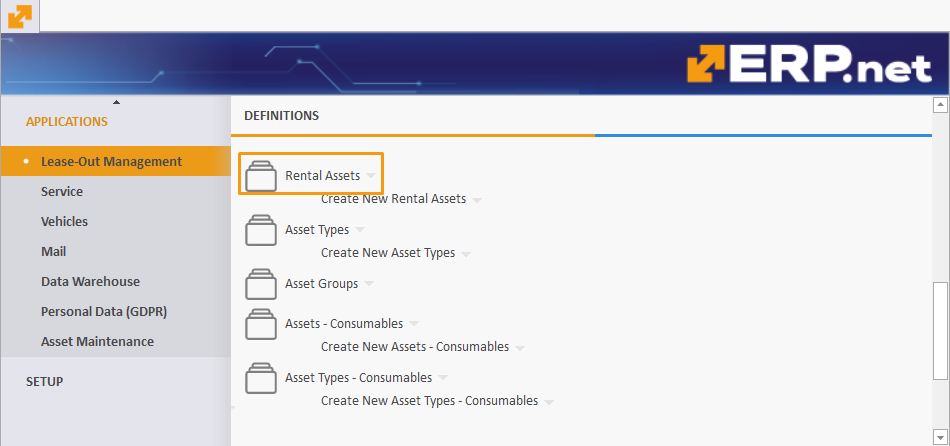 ERP.net
APPLICATIONS
Lease-Out Management
Service
Vehicles
Mail
Data Warehouse
Personal Data (GDPR)
Asset Maintenance
SETUP
DEFINITIONS
Rental Assets
Create New Rental Assets
Asset Types
Create New Asset Types
Asset Groups
Assets - Consumables
Create New Assets - Consumables
Asset Types - Consumables
Create New Asset Types - Consumables